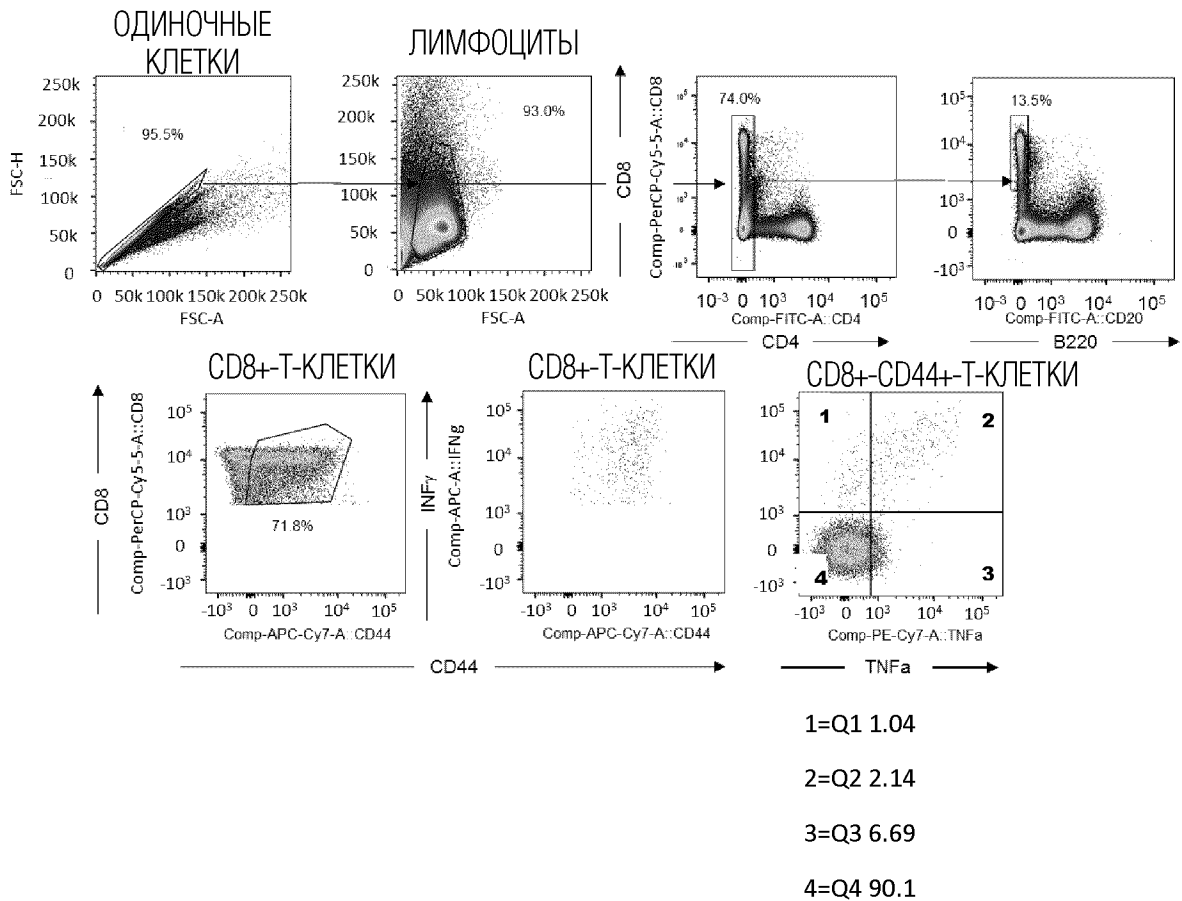 ОДИНОЧНЫЕ
КЛЕТКИ
ЛИМФОЦИТЫ
250k
200k
150k
100k
50k
0
FSC-H
95.5%
0 50k 100k 150k 200k 250k
FSC-A
250k
200k
150k
100k
50k
0
93.0%
0 50k 100k 150k 200k 250k
FSC-A
CD8
Comp-PerCP-Cy5-5-A::CD8
74.0%
10⁵
10⁴
10³
0
10³
10⁻³ 0 10³ 10⁴ 10⁵
Comp-FITC-A::CD4
CD4
13.5%
10⁵
10⁴
10³
0
-10³
10⁻³ 0 10³ 10⁴ 10⁵
Comp-FITC-A::CD20
B220
CD8+-T-КЛЕТКИ
CD8+-T-КЛЕТКИ
CD8+-CD44+-T-КЛЕТКИ
CD8
Comp-PerCP-Cy5-5-A::CD8
10⁵
10⁴
10³
0
-10³
71.8%
-10³ 0 10³ 10⁴ 10⁵
Comp-APC-Cy7-A::CD44
INFγ
Comp-APC-A::IFNg
10⁵
10⁴
10³
0
-10³
-10³ 0 10³ 10⁴ 10⁵
Comp-APC-Cy7-A::CD44
CD44
10⁵
10⁴
10³
0
-10³
1
2
3
4
-10³ 0 10³ 10⁴ 10⁵
Comp-PE-Cy7-A::TNFa
TNFa
1=Q1 1.04
2=Q2 2.14
3=Q3 6.69
4=Q4 90.1